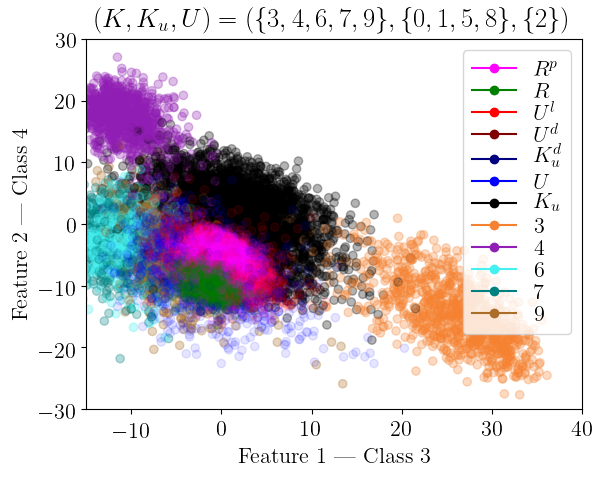 (K, K_u, U) = ({3, 4, 6, 7, 9}, {0, 1, 5, 8}, {2})
30
20
10
0
−10
−20
−30
Feature 2 — Class 4
−10
0
10
20
30
40
Feature 1 — Class 3
R^p
R
U^l
U^d
K_u^d
U
K_u
3
4
6
7
9